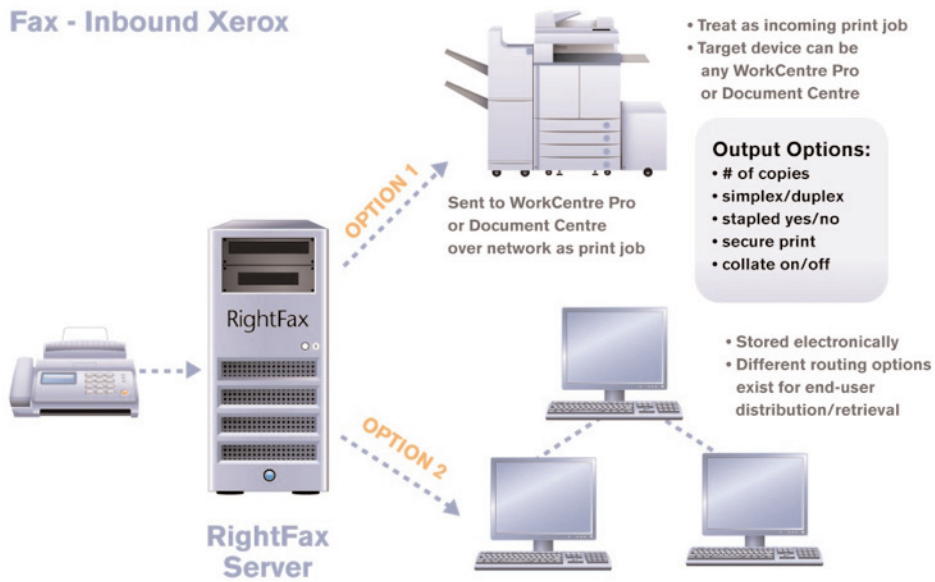 Fax - Inbound Xerox
• Treat as incoming print job
• Target device can be
any WorkCentre Pro
or Document Centre
Output Options:
• # of copies
• simplex/duplex
• stapled yes/no
• secure print
• collate on/off
OPTION 1
Sent to WorkCentre Pro
or Document Centre
over network as print job
RightFax
• Stored electronically
• Different routing options
exist for end-user
distribution/retrieval
OPTION 2
RightFax
Server